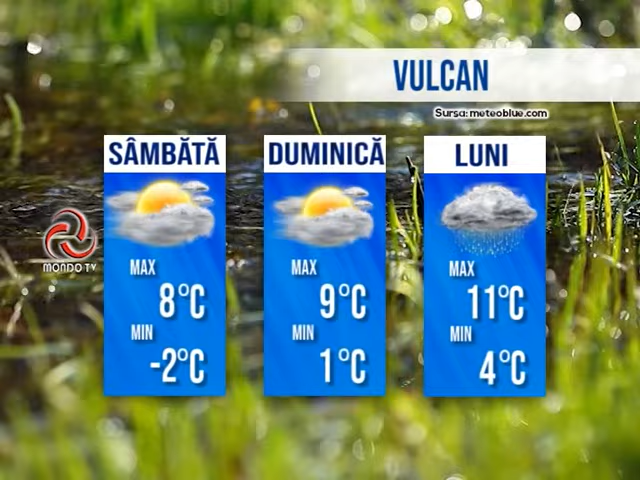 VULCAN
Sursa: meteoblue.com
SÂMBĂTĂ
MAX
8°C
MIN
-2°C
DUMINICĂ
MAX
9°C
MIN
1°C
LUNI
MAX
11°C
MIN
4°C
MONDO TV